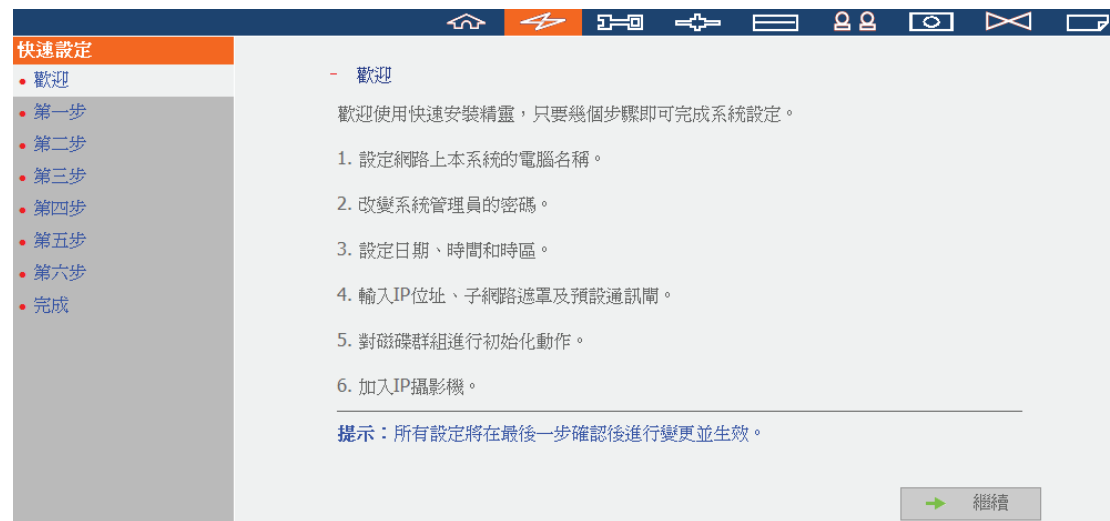 快速設定
• 歡迎
• 第一步
• 第二步
• 第三步
• 第四步
• 第五步
• 第六步
• 完成
- 歡迎
歡迎使用快速安裝精靈，只要幾個步驟即可完成系統設定。
1. 設定網路上本系統的電腦名稱。
2. 改變系統管理員的密碼。
3. 設定日期、時間和時區。
4. 輸入IP位址、子網路遮罩及預設通訊閘。
5. 對磁碟群組進行初始化動作。
6. 加入IP攝影機。
提示：所有設定將在最後一步確認後進行變更並生效。
繼續